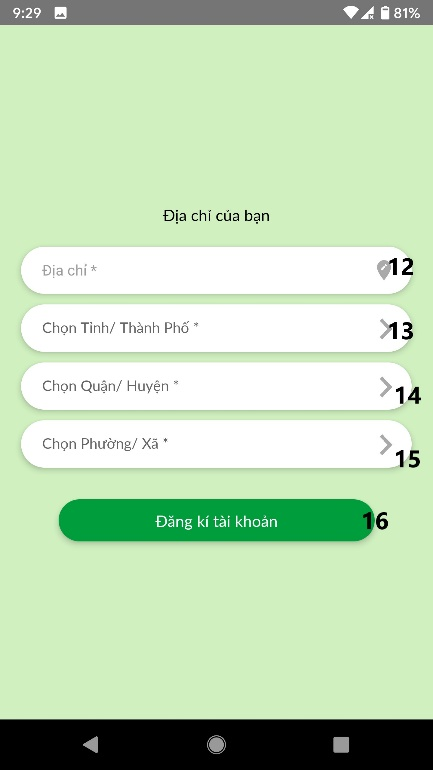 9:29 81%
Địa chỉ của bạn
Địa chỉ * 12
Chọn Tỉnh/ Thành Phố * 13
Chọn Quận/ Huyện * 14
Chọn Phường/ Xã * 15
Đăng kí tài khoản 16